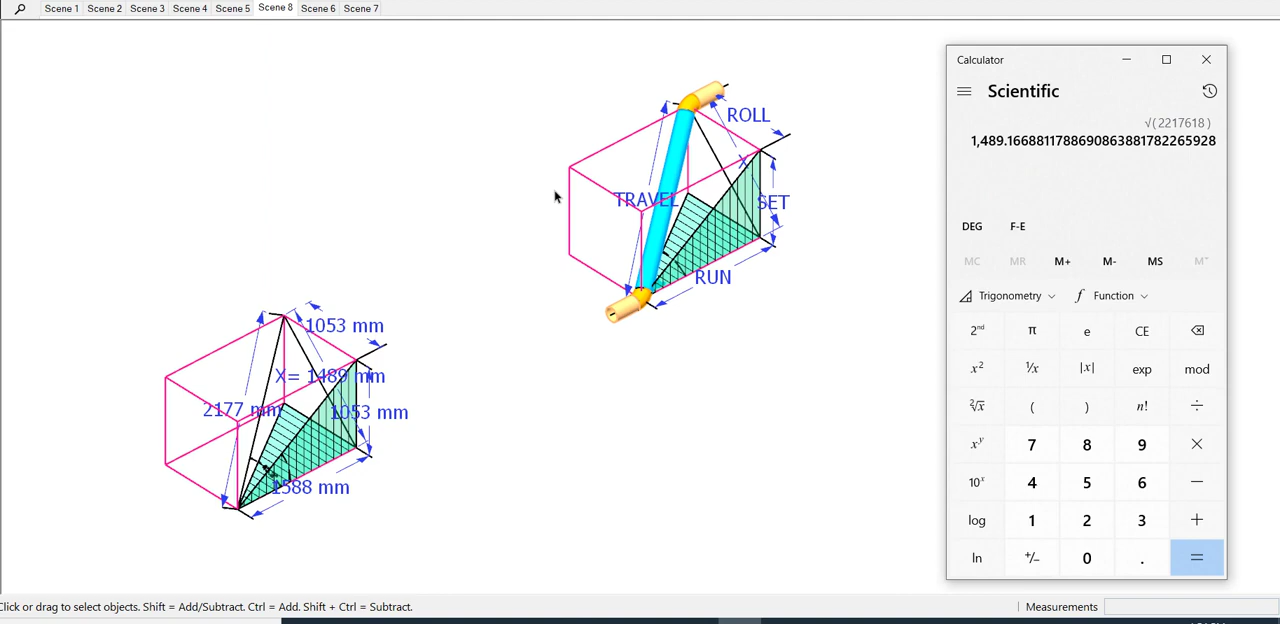 Scene 1 Scene 2 Scene 3 Scene 4 Scene 5 Scene 8 Scene 6 Scene 7
ROLL
X
TRAVEL
SET
RUN
1053 mm
X= 1489 mm
2177 mm
1053 mm
1588 mm
Calculator
Scientific
√(2217618)
1,489.1668811788690863881782265928
DEG F-E
MC MR M+ M- MS M˅
Trigonometry Function
2nd π e CE
x² ¹/x |x| exp mod
²√x ( ) n! ÷
xʸ 7 8 9 ×
10ˣ 4 5 6 −
log 1 2 3 +
ln +/− 0 . =
Click or drag to select objects. Shift = Add/Subtract. Ctrl = Add. Shift + Ctrl = Subtract.
Measurements